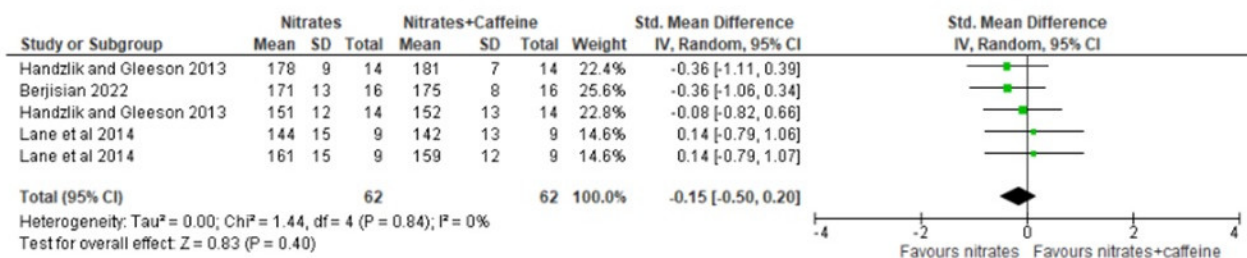 Nitrates Nitrates+Caffeine Std. Mean Difference Std. Mean Difference
Study or Subgroup Mean SD Total Mean SD Total Weight IV, Random, 95% CI IV, Random, 95% CI
Handzlik and Gleeson 2013 178 9 14 181 7 14 22.4% -0.36 [-1.11, 0.39]
Berjisian 2022 171 13 16 175 8 16 25.6% -0.36 [-1.06, 0.34]
Handzlik and Gleeson 2013 151 12 14 152 13 14 22.8% -0.08 [-0.82, 0.66]
Lane et al 2014 144 15 9 142 13 9 14.6% 0.14 [-0.79, 1.06]
Lane et al 2014 161 15 9 159 12 9 14.6% 0.14 [-0.79, 1.07]
Total (95% CI) 62 62 100.0% -0.15 [-0.50, 0.20]
Heterogeneity: Tau² = 0.00; Chi² = 1.44, df = 4 (P = 0.84); I² = 0%
Test for overall effect: Z = 0.83 (P = 0.40)
-4 -2 0 2 4
Favours nitrates Favours nitrates+caffeine